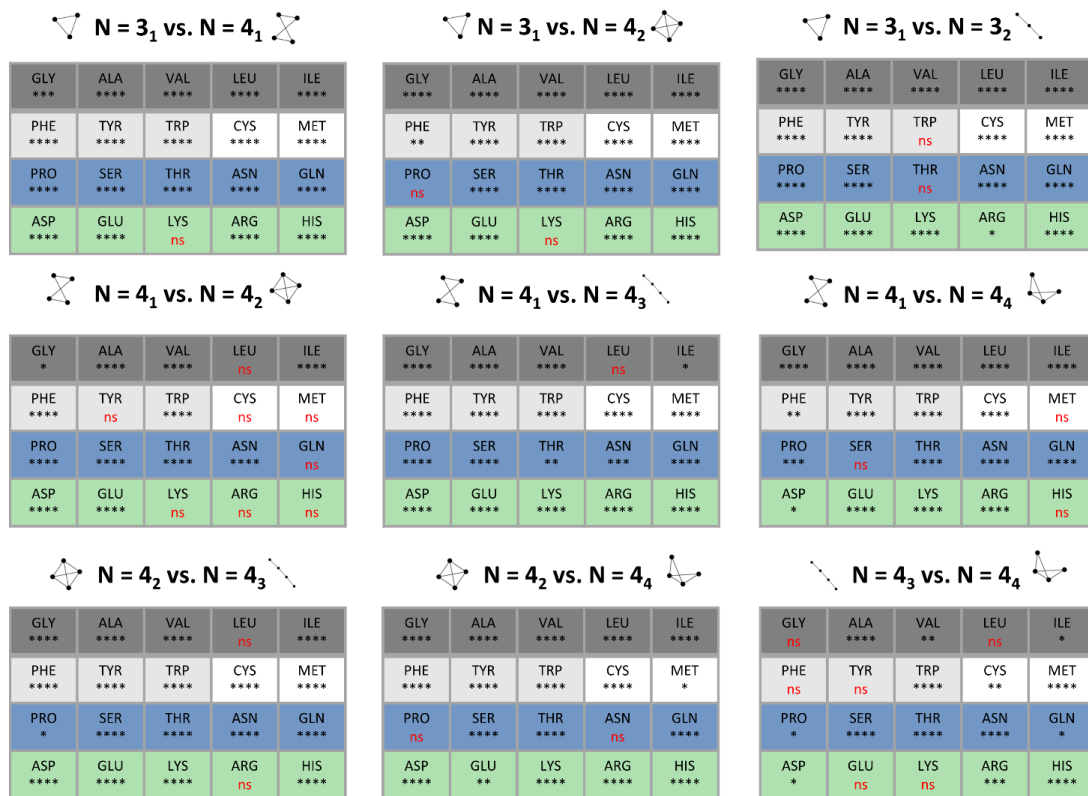 N = 3₁ vs. N = 4₁
GLY ALA VAL LEU ILE
*** **** **** **** ****
PHE TYR TRP CYS MET
**** **** **** **** ****
PRO SER THR ASN GLN
**** **** **** **** ****
ASP GLU LYS ARG HIS
**** **** ns **** ****
N = 3₁ vs. N = 4₂
GLY ALA VAL LEU ILE
**** **** **** **** ****
PHE TYR TRP CYS MET
** **** **** **** ****
PRO SER THR ASN GLN
ns **** **** **** ****
ASP GLU LYS ARG HIS
**** **** ns **** ****
N = 3₁ vs. N = 3₂
GLY ALA VAL LEU ILE
**** **** **** **** ****
PHE TYR TRP CYS MET
**** **** ns **** ****
PRO SER THR ASN GLN
**** **** ns **** ****
ASP GLU LYS ARG HIS
**** **** **** * ****
N = 4₁ vs. N = 4₂
GLY ALA VAL LEU ILE
* **** **** ns ****
PHE TYR TRP CYS MET
**** ns **** ns ns
PRO SER THR ASN GLN
**** **** **** **** ns
ASP GLU LYS ARG HIS
**** **** ns ns ns
N = 4₁ vs. N = 4₃
GLY ALA VAL LEU ILE
**** **** **** ns *
PHE TYR TRP CYS MET
**** **** **** **** ****
PRO SER THR ASN GLN
**** **** ** *** ****
ASP GLU LYS ARG HIS
**** **** **** **** ****
N = 4₁ vs. N = 4₄
GLY ALA VAL LEU ILE
**** **** **** **** ****
PHE TYR TRP CYS MET
** **** **** **** ns
PRO SER THR ASN GLN
*** ns **** **** ****
ASP GLU LYS ARG HIS
* **** **** **** ns
N = 4₂ vs. N = 4₃
GLY ALA VAL LEU ILE
**** **** **** ns ****
PHE TYR TRP CYS MET
**** **** **** **** ****
PRO SER THR ASN GLN
* **** **** **** ****
ASP GLU LYS ARG HIS
**** **** **** ns ****
N = 4₂ vs. N = 4₄
GLY ALA VAL LEU ILE
**** **** **** **** ****
PHE TYR TRP CYS MET
**** **** **** **** *
PRO SER THR ASN GLN
ns **** **** ns ****
ASP GLU LYS ARG HIS
**** ** **** **** ****
N = 4₃ vs. N = 4₄
GLY ALA VAL LEU ILE
ns **** ** ns *
PHE TYR TRP CYS MET
ns ns **** ** ****
PRO SER THR ASN GLN
* **** **** **** *
ASP GLU LYS ARG HIS
* ns ns *** ****